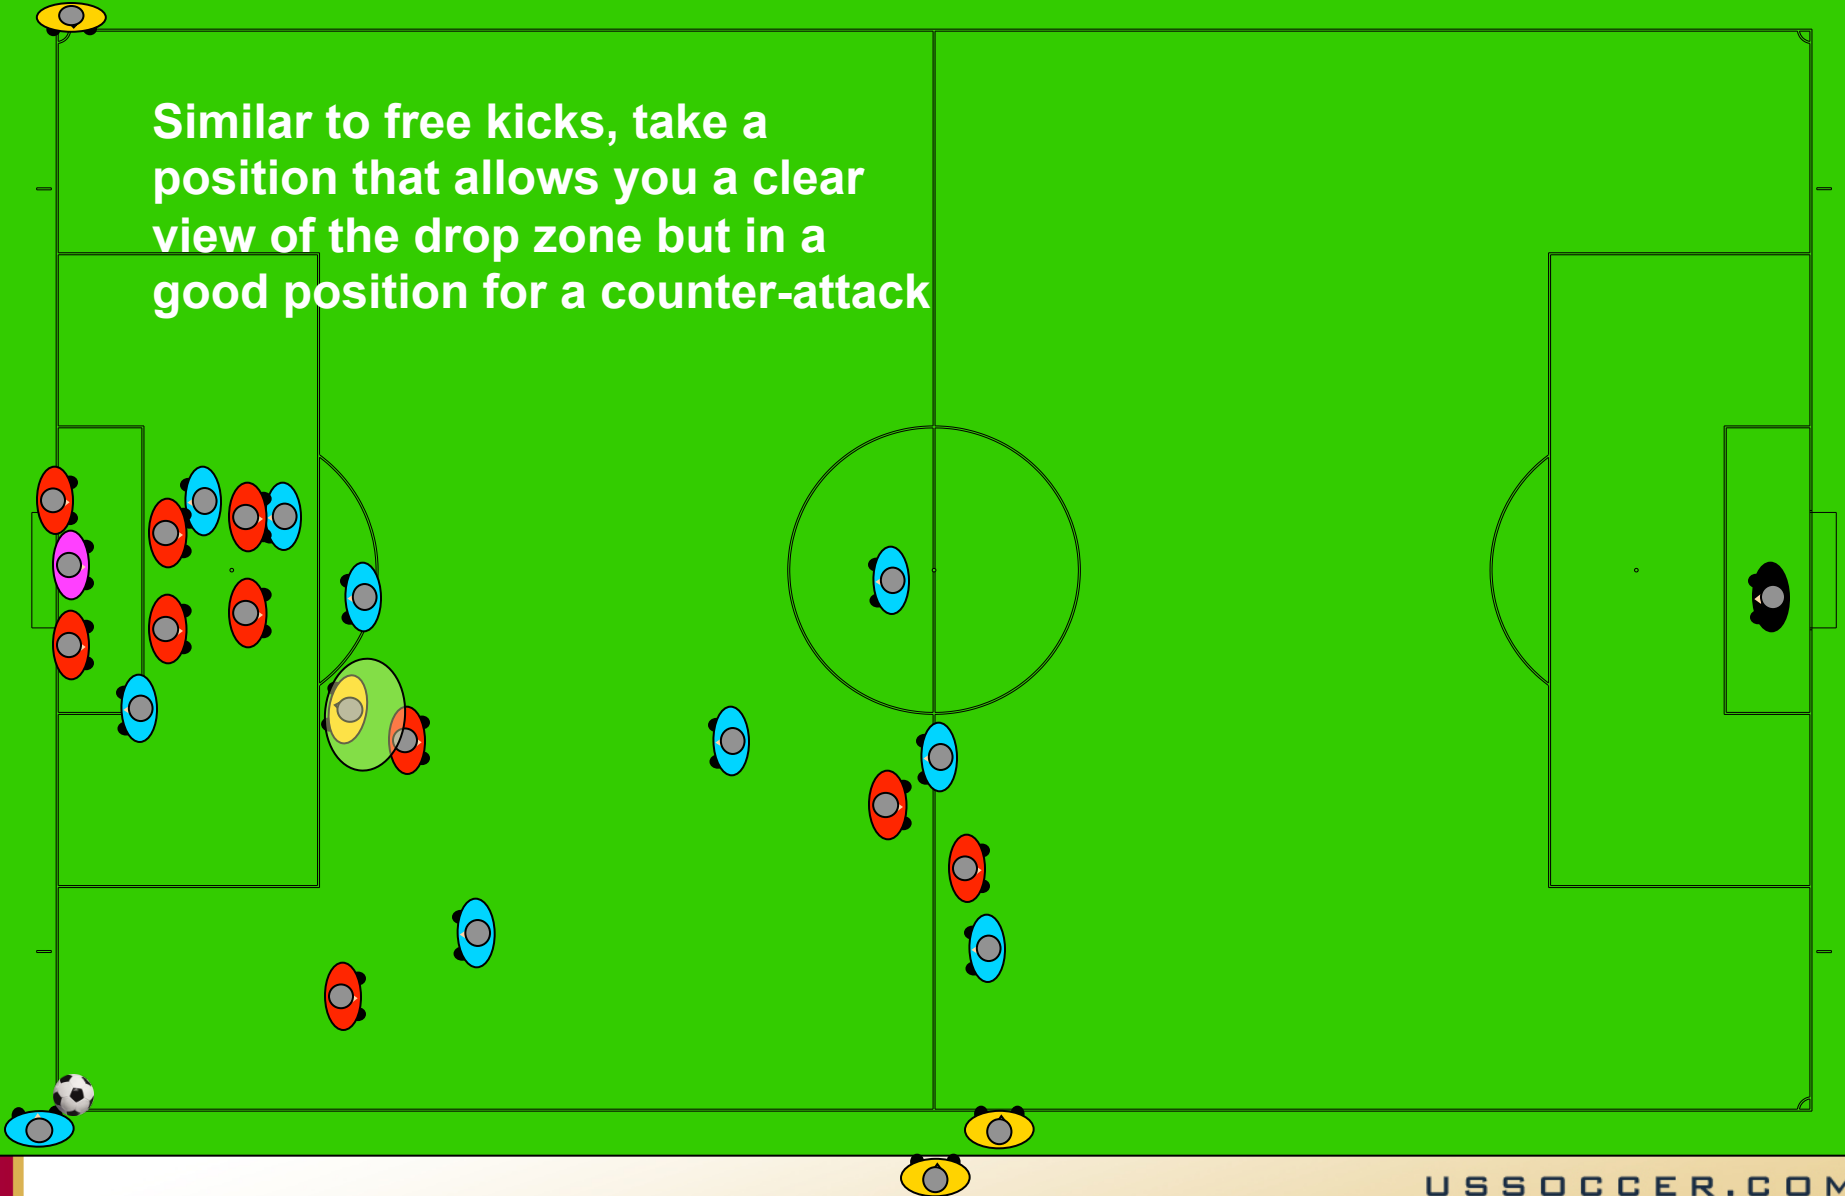 Similar to free kicks, take a
position that allows you a clear
view of the drop zone but in a
good position for a counter-attack
USSOCCER.COM